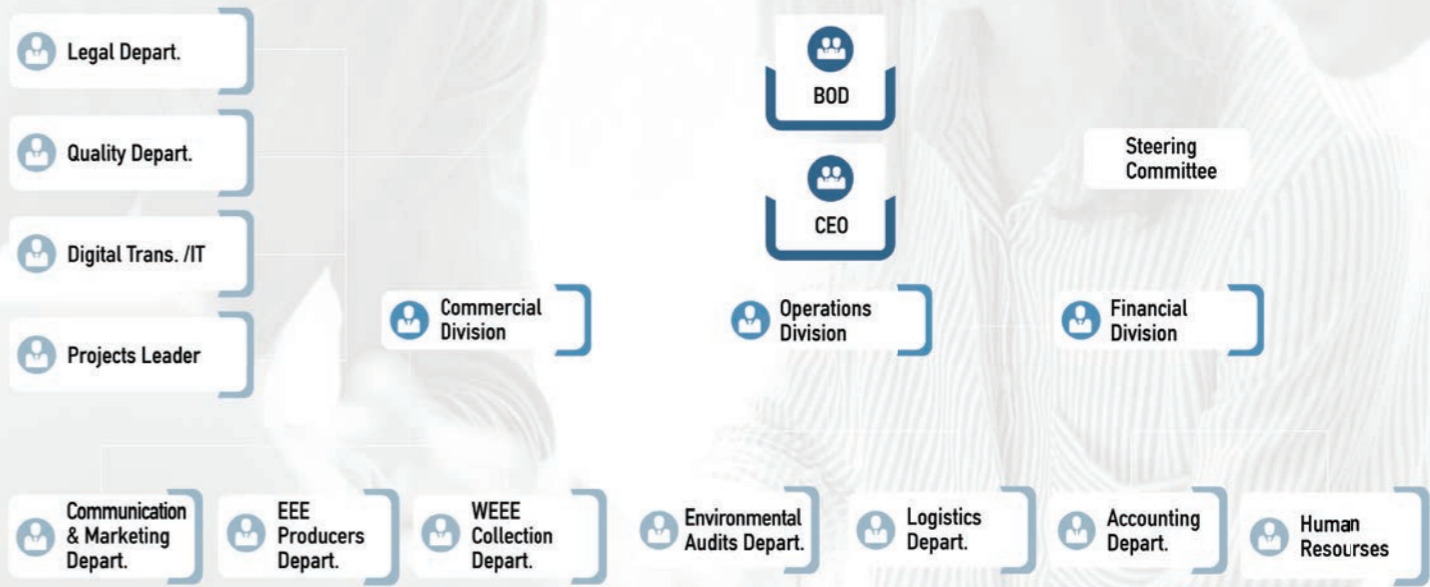 Legal Depart.
Quality Depart.
Digital Trans. /IT
Projects Leader
BOD
CEO
Steering
Committee
Commercial
Division
Operations
Division
Financial
Division
Communication
& Marketing
Depart.
EEE
Producers
Depart.
WEEE
Collection
Depart.
Environmental
Audits Depart.
Logistics
Depart.
Accounting
Depart.
Human
Resourses